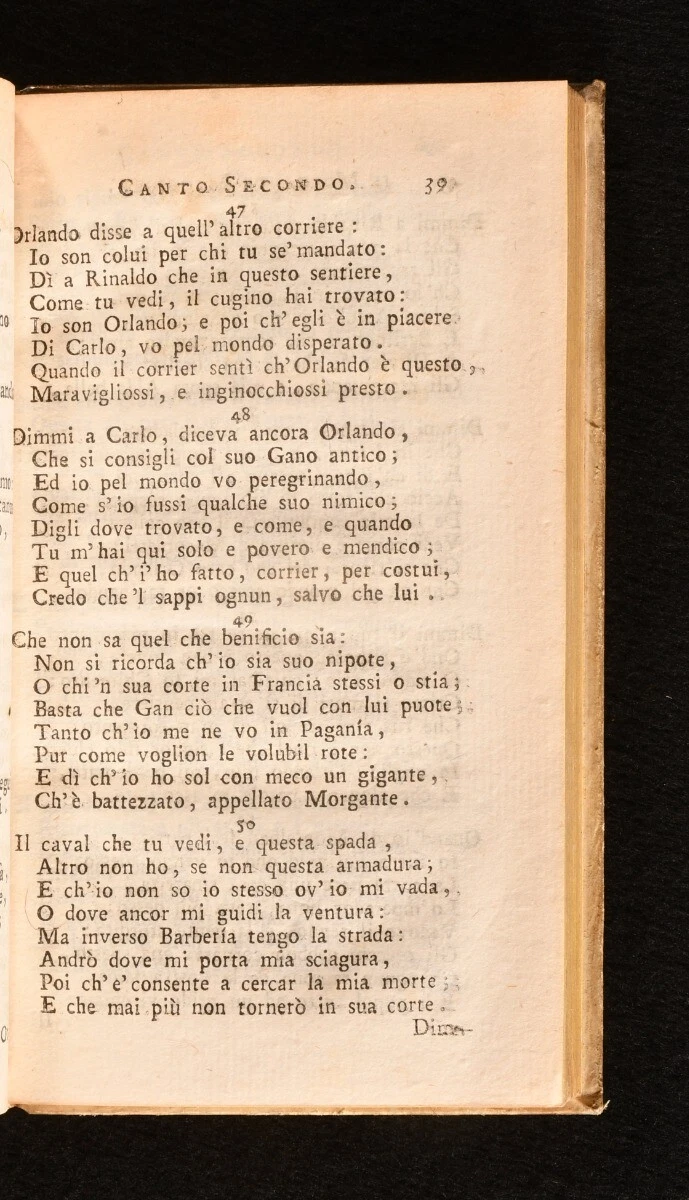 CANTO SECONDO. 39
47
Orlando disse a quell' altro corriere :
Io son colui per chi tu se' mandato :
Dì a Rinaldo che in questo sentiere ,
Come tu vedi , il cugino hai trovato :
Io son Orlando ; e poi ch' egli è in piacere
Di Carlo , vo pel mondo disperato .
Quando il corrier sentì ch' Orlando è questo ,
Maravigliossi , e inginocchiossi presto .
48
Dimmi a Carlo , diceva ancora Orlando ,
Che si consigli col suo Gano antico ;
Ed io pel mondo vo peregrinando ,
Come s' io fussi qualche suo nimico ;
Digli dove trovato , e come , e quando
Tu m' hai qui solo e povero e mendico ;
E quel ch' i' ho fatto , corrier , per costui ,
Credo che 'l sappi ognun , salvo che lui .
49
Che non sa quel che benificio sia :
Non si ricorda ch' io sia suo nipote ,
O chi 'n sua corte in Francia stessi o stia ;
Basta che Gan ciò che vuol con lui puote ;
Tanto ch' io me ne vo in Paganía ,
Pur come voglion le volubil rote :
E dì ch' io ho sol con meco un gigante ,
Ch' è battezzato , appellato Morgante .
50
Il caval che tu vedi , e questa spada ,
Altro non ho , se non questa armadura ;
E ch' io non so io stesso ov' io mi vada ,
O dove ancor mi guidi la ventura :
Ma inverso Barbería tengo la strada :
Andrò dove mi porta mia sciagura ,
Poi ch' e' consente a cercar la mia morte ;
E che mai più non tornerò in sua corte .